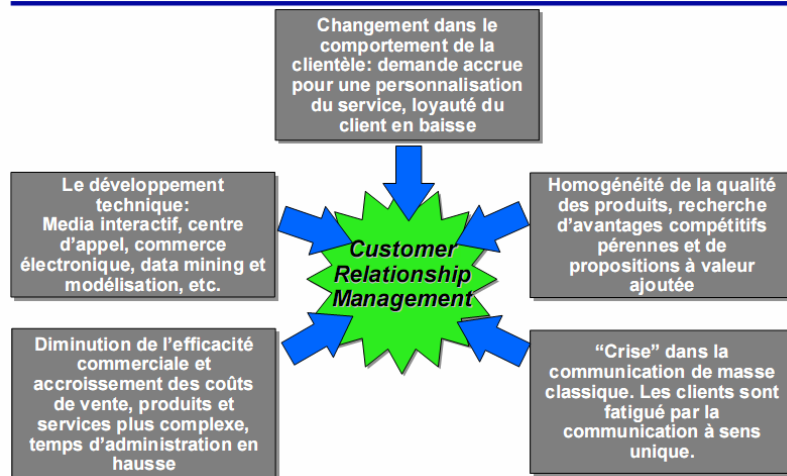 Changement dans le
comportement de la
clientèle: demande accrue
pour une personnalisation
du service, loyauté du
client en baisse
Le développement
technique:
Media interactif, centre
d'appel, commerce
électronique, data mining et
modélisation, etc.
Homogénéité de la qualité
des produits, recherche
d'avantages compétitifs
pérennes et de
propositions à valeur
ajoutée
Customer
Relationship
Management
Diminution de l'efficacité
commerciale et
accroissement des coûts
de vente, produits et
services plus complexe,
temps d'administration en
hausse
“Crise” dans la
communication de masse
classique. Les clients sont
fatigué par la
communication à sens
unique.